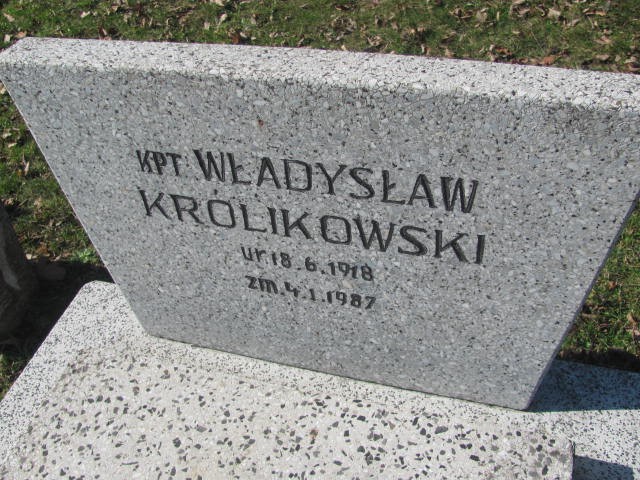 KPT. WŁADYSŁAW
KRÓLIKOWSKI
ur.18.6.1918
zm.4.1.1987